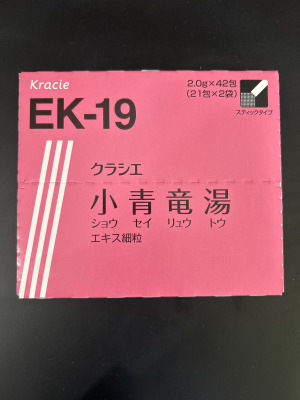 Kracie
EK-19
2.0g×42包
(21包×2袋)
スティックタイプ
クラシエ
小青竜湯
ショウ セイ リュウ トウ
エキス細粒